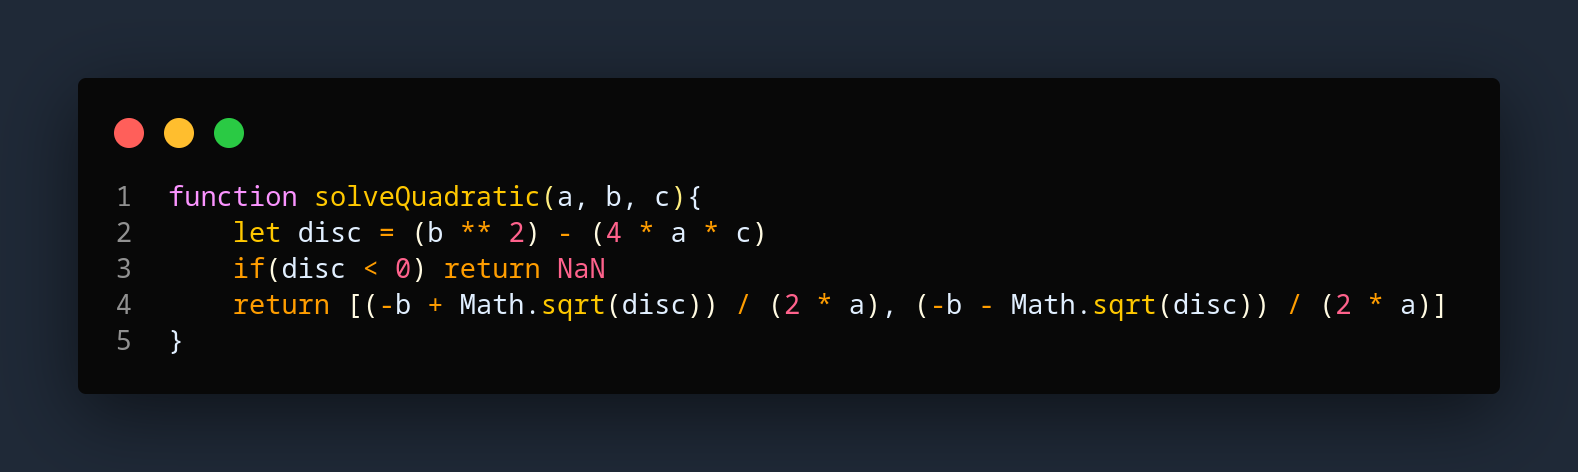 1 function solveQuadratic(a, b, c){
2     let disc = (b ** 2) - (4 * a * c)
3     if(disc < 0) return NaN
4     return [(-b + Math.sqrt(disc)) / (2 * a), (-b - Math.sqrt(disc)) / (2 * a)]
5 }